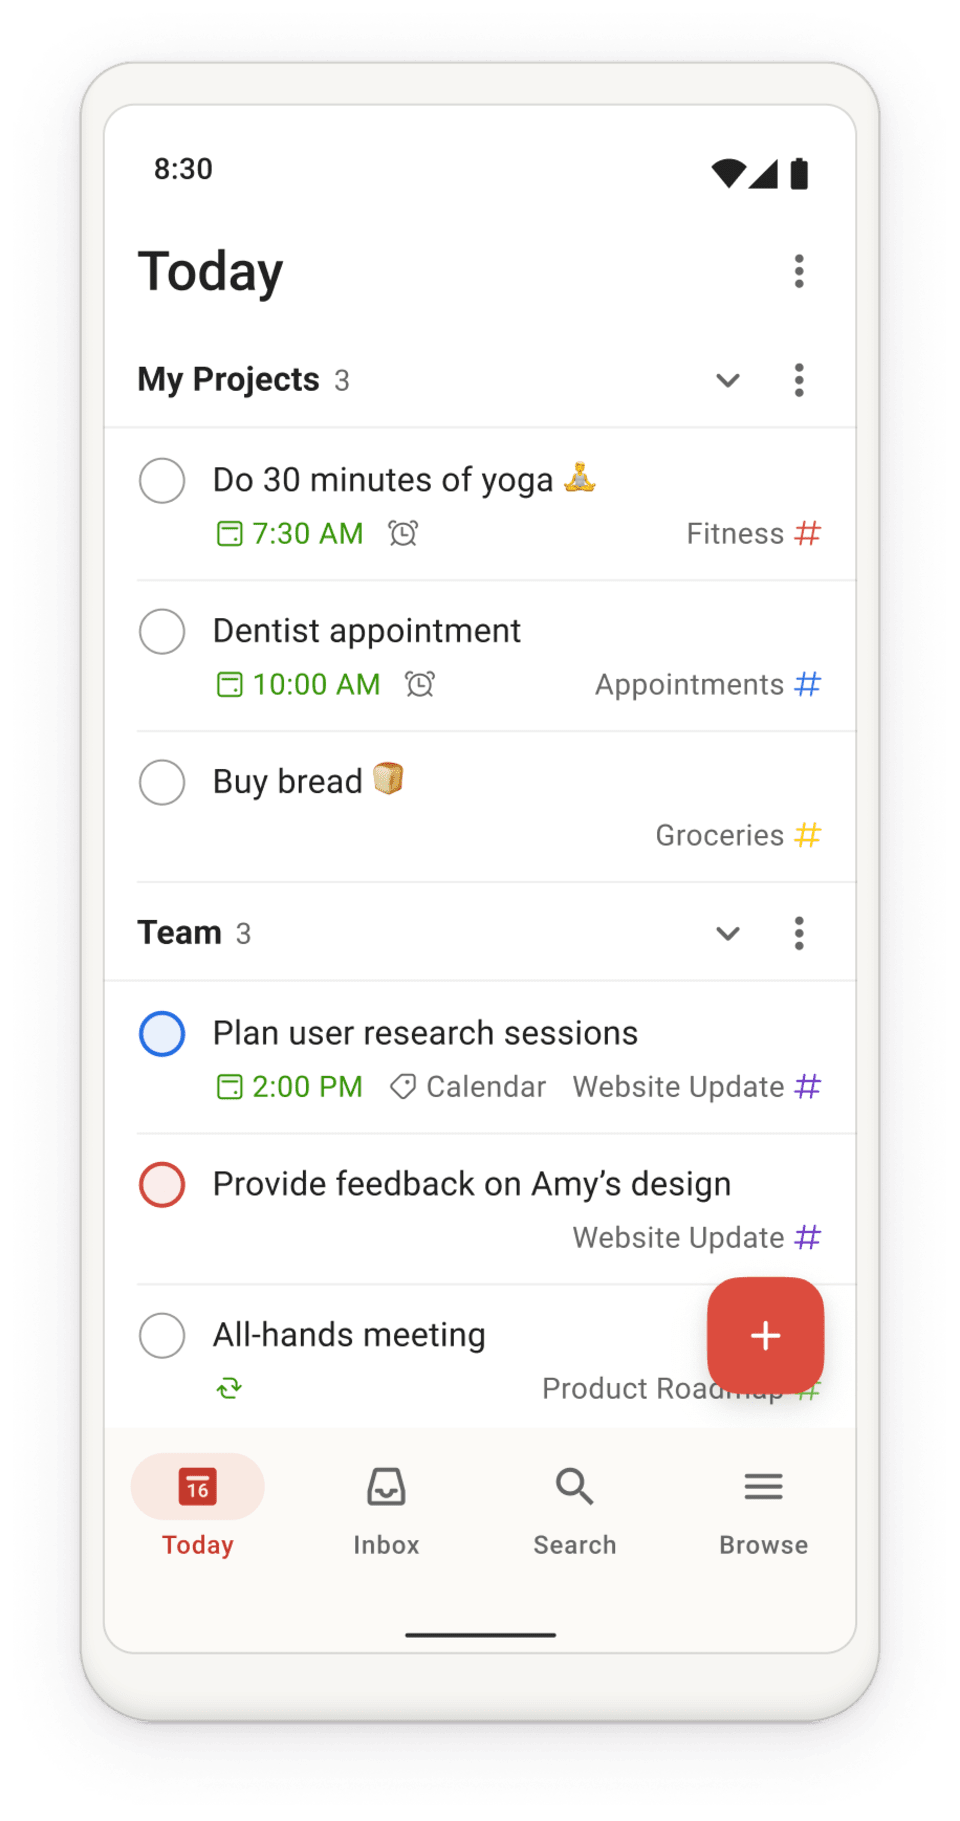 8:30
Today
My Projects 3
Do 30 minutes of yoga 🧘
7:30 AM Fitness #
Dentist appointment
10:00 AM Appointments #
Buy bread 🍞
Groceries #
Team 3
Plan user research sessions
2:00 PM Calendar Website Update #
Provide feedback on Amy’s design
Website Update #
All-hands meeting
+
Product Roadmap #
16
Today Inbox Search Browse